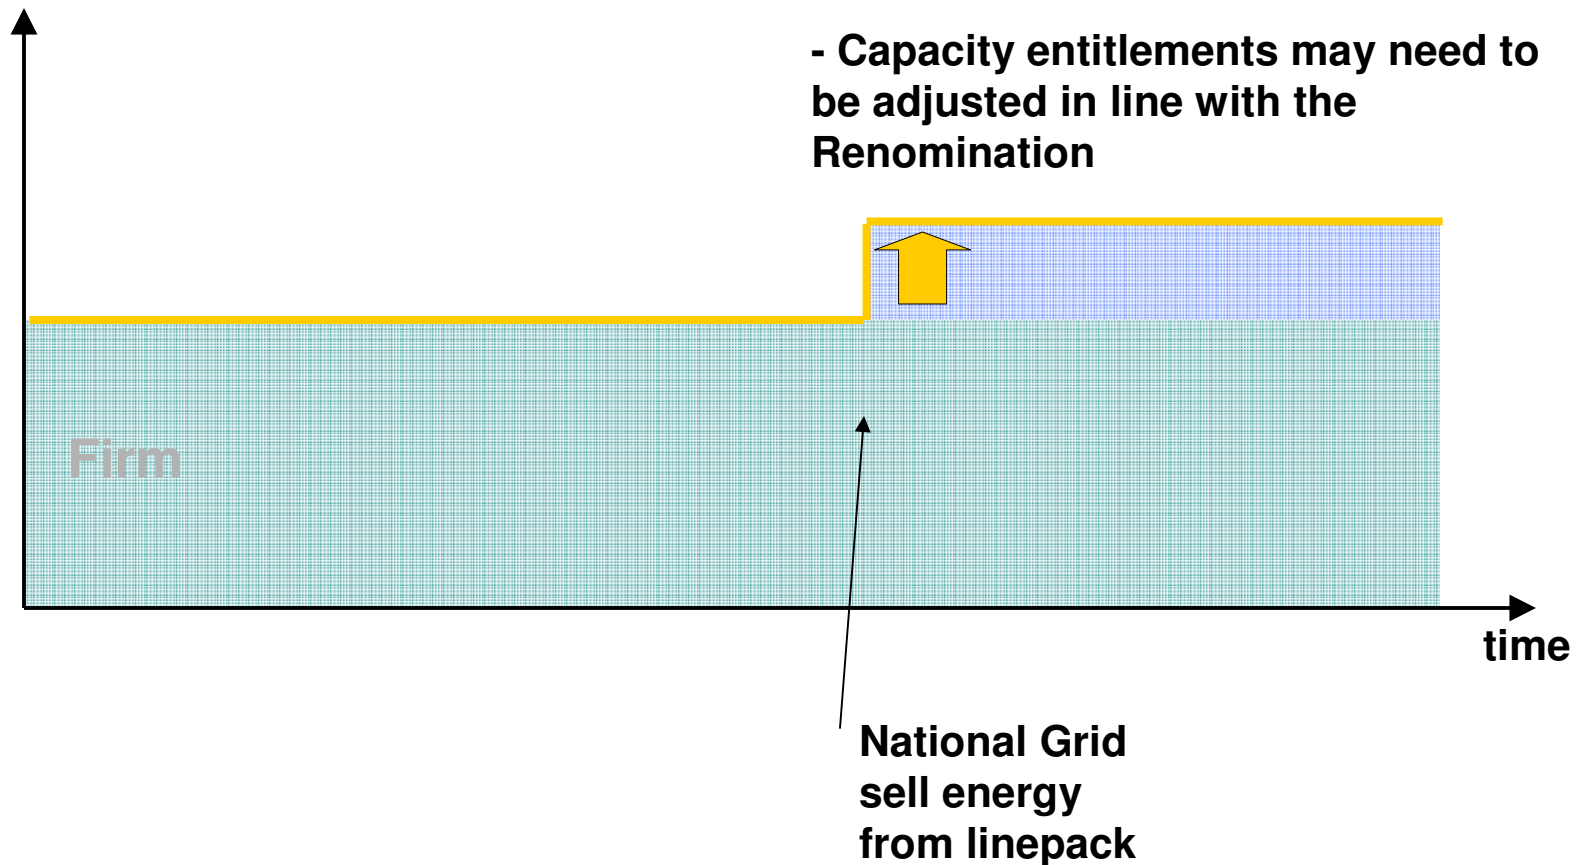 - Capacity entitlements may need to
be adjusted in line with the
Renomination
Firm
time
National Grid
sell energy
from linepack